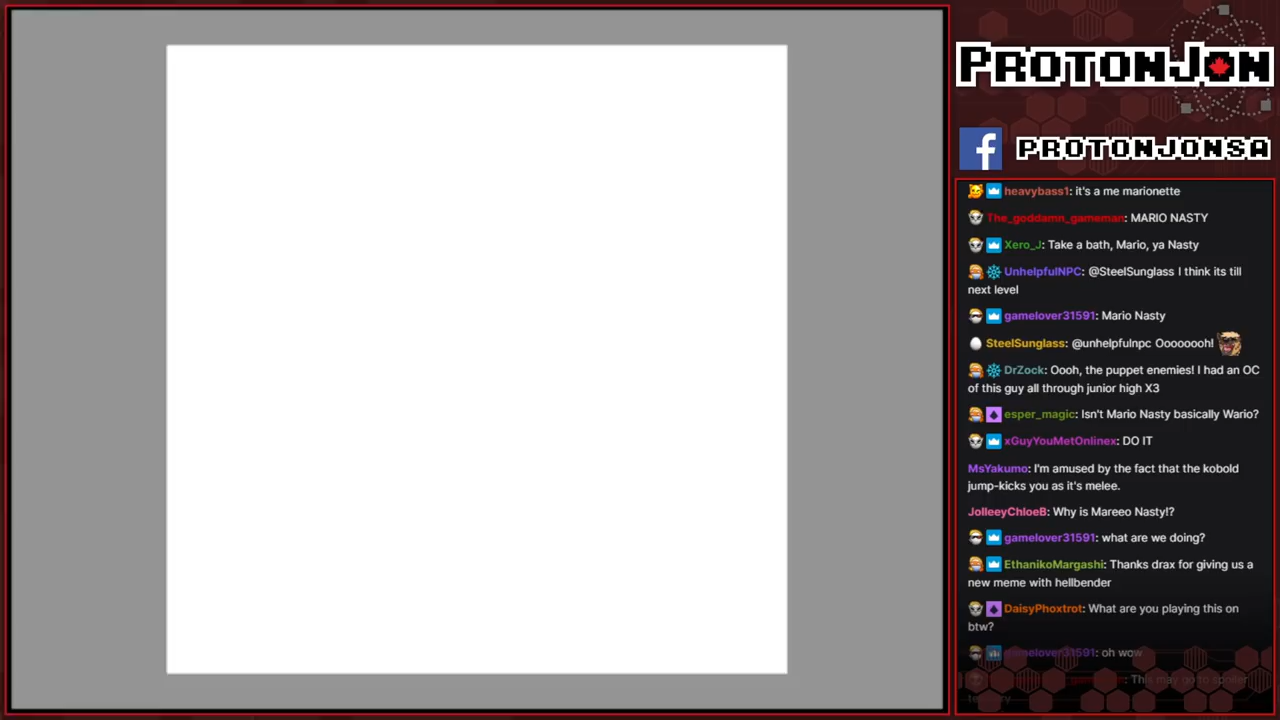 PROTONJON
PROTONJONSA
heavybass1: it's a me marionette
The_goddamn_gameman: MARIO NASTY
Xero_J: Take a bath, Mario, ya Nasty
UnhelpfulNPC: @SteelSunglass I think its till
next level
gamelover31591: Mario Nasty
SteelSunglass: @unhelpfulnpc Oooooooh!
DrZock: Oooh, the puppet enemies! I had an OC
of this guy all through junior high X3
esper_magic: Isn't Mario Nasty basically Wario?
xGuyYouMetOnlinex: DO IT
MsYakumo: I'm amused by the fact that the kobold
jump-kicks you as it's melee.
JolleeyChloeB: Why is Mareeo Nasty!?
gamelover31591: what are we doing?
EthanikoMargashi: Thanks drax for giving us a
new meme with hellbender
DaisyPhoxtrot: What are you playing this on
btw?
gamelover31591: oh wow
This may go to spoiler